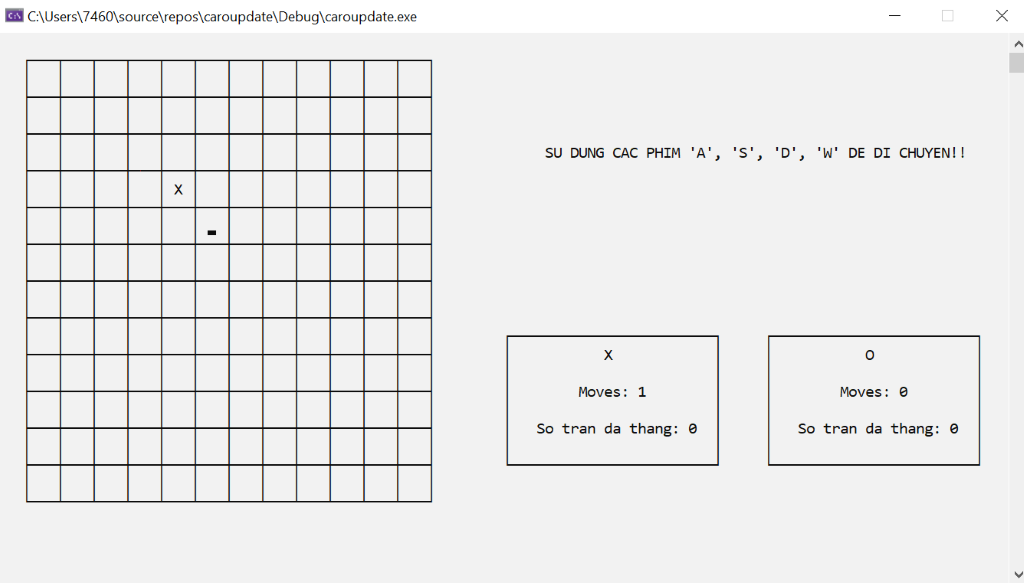 C:\Users\7460\source\repos\caroupdate\Debug\caroupdate.exe
SU DUNG CAC PHIM 'A', 'S', 'D', 'W' DE DI CHUYEN!!
X
X
Moves: 1
So tran da thang: 0
O
Moves: 0
So tran da thang: 0